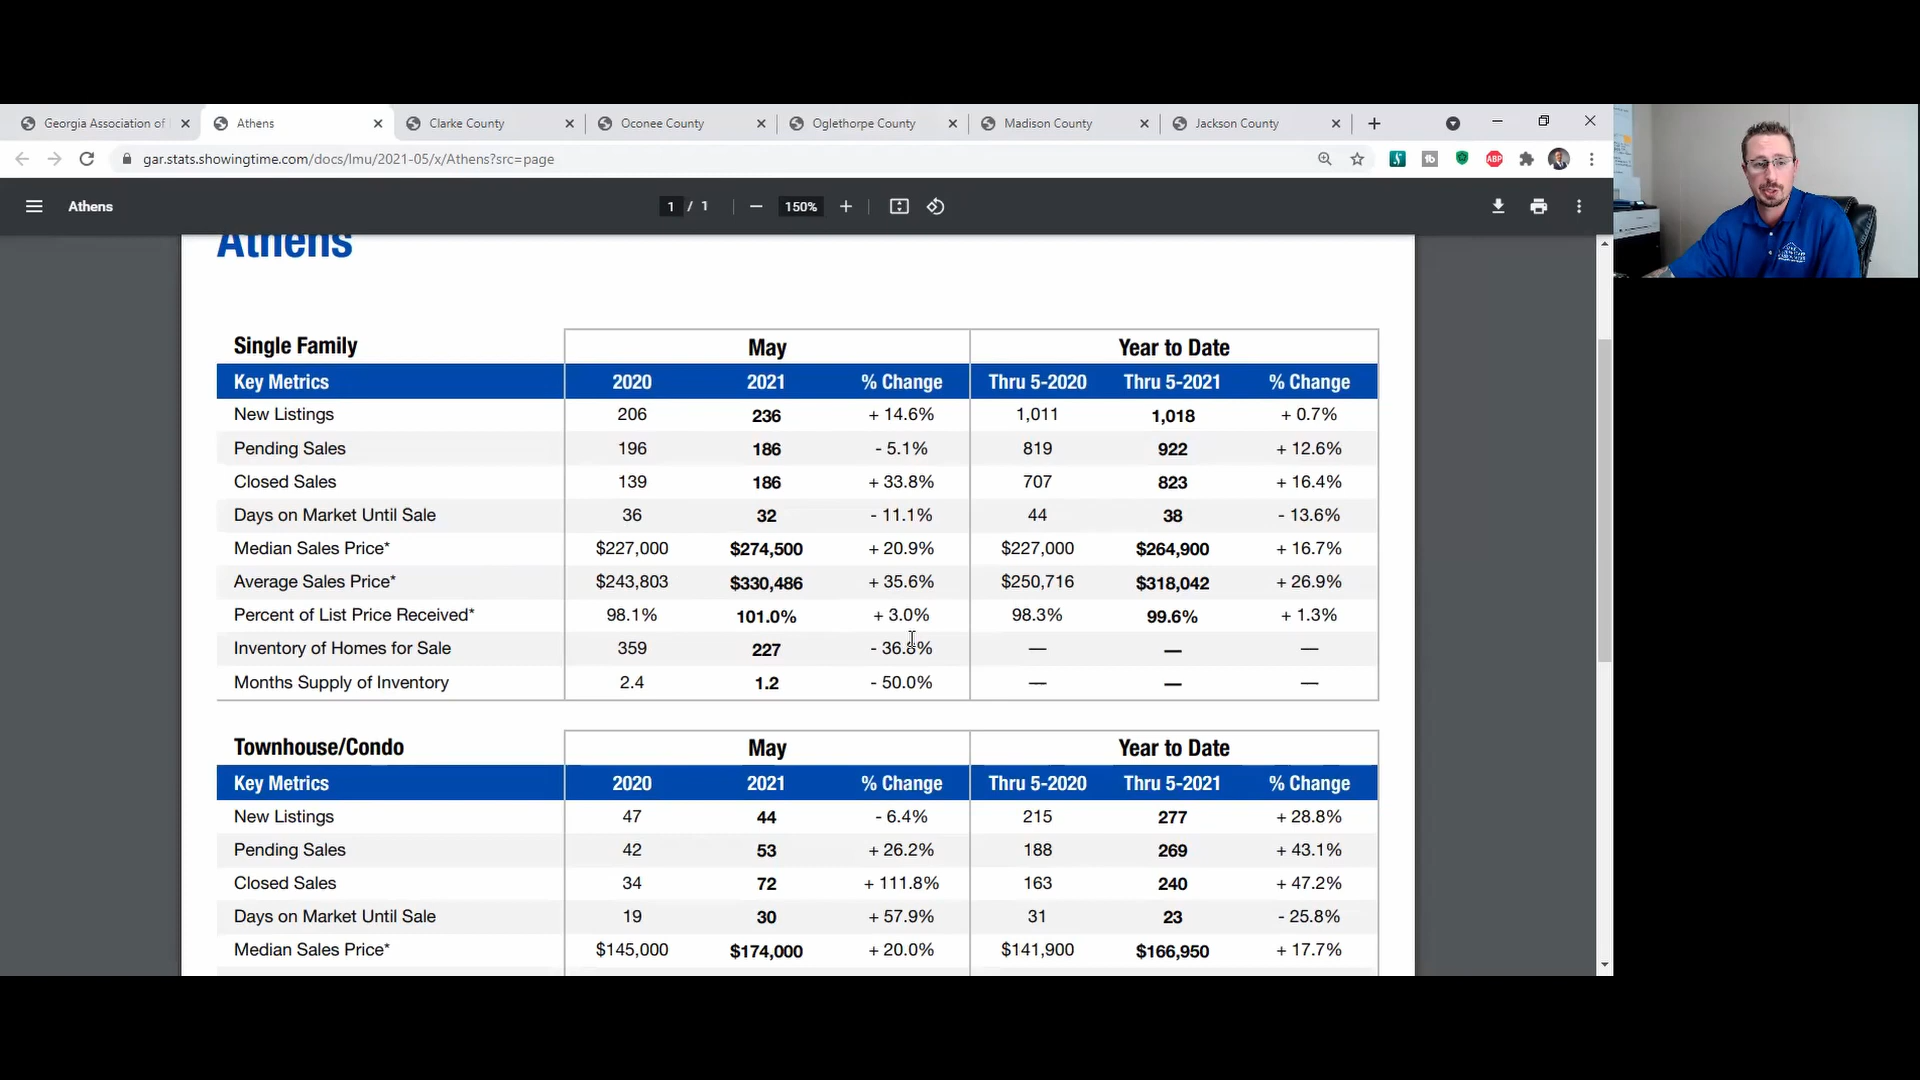 Georgia Association of
Athens
Clarke County
Oconee County
Oglethorpe County
Madison County
Jackson County
gar.stats.showingtime.com/docs/lmu/2021-05/x/Athens?src=page
ABP
Athens
1 / 1
150%
Athens
Single Family May Year to Date
Key Metrics 2020 2021 % Change Thru 5-2020 Thru 5-2021 % Change
New Listings 206 236 + 14.6% 1,011 1,018 + 0.7%
Pending Sales 196 186 - 5.1% 819 922 + 12.6%
Closed Sales 139 186 + 33.8% 707 823 + 16.4%
Days on Market Until Sale 36 32 - 11.1% 44 38 - 13.6%
Median Sales Price* $227,000 $274,500 + 20.9% $227,000 $264,900 + 16.7%
Average Sales Price* $243,803 $330,486 + 35.6% $250,716 $318,042 + 26.9%
Percent of List Price Received* 98.1% 101.0% + 3.0% 98.3% 99.6% + 1.3%
Inventory of Homes for Sale 359 227 - 36.8% — — —
Months Supply of Inventory 2.4 1.2 - 50.0% — — —
Townhouse/Condo May Year to Date
Key Metrics 2020 2021 % Change Thru 5-2020 Thru 5-2021 % Change
New Listings 47 44 - 6.4% 215 277 + 28.8%
Pending Sales 42 53 + 26.2% 188 269 + 43.1%
Closed Sales 34 72 + 111.8% 163 240 + 47.2%
Days on Market Until Sale 19 30 + 57.9% 31 23 - 25.8%
Median Sales Price* $145,000 $174,000 + 20.0% $141,900 $166,950 + 17.7%